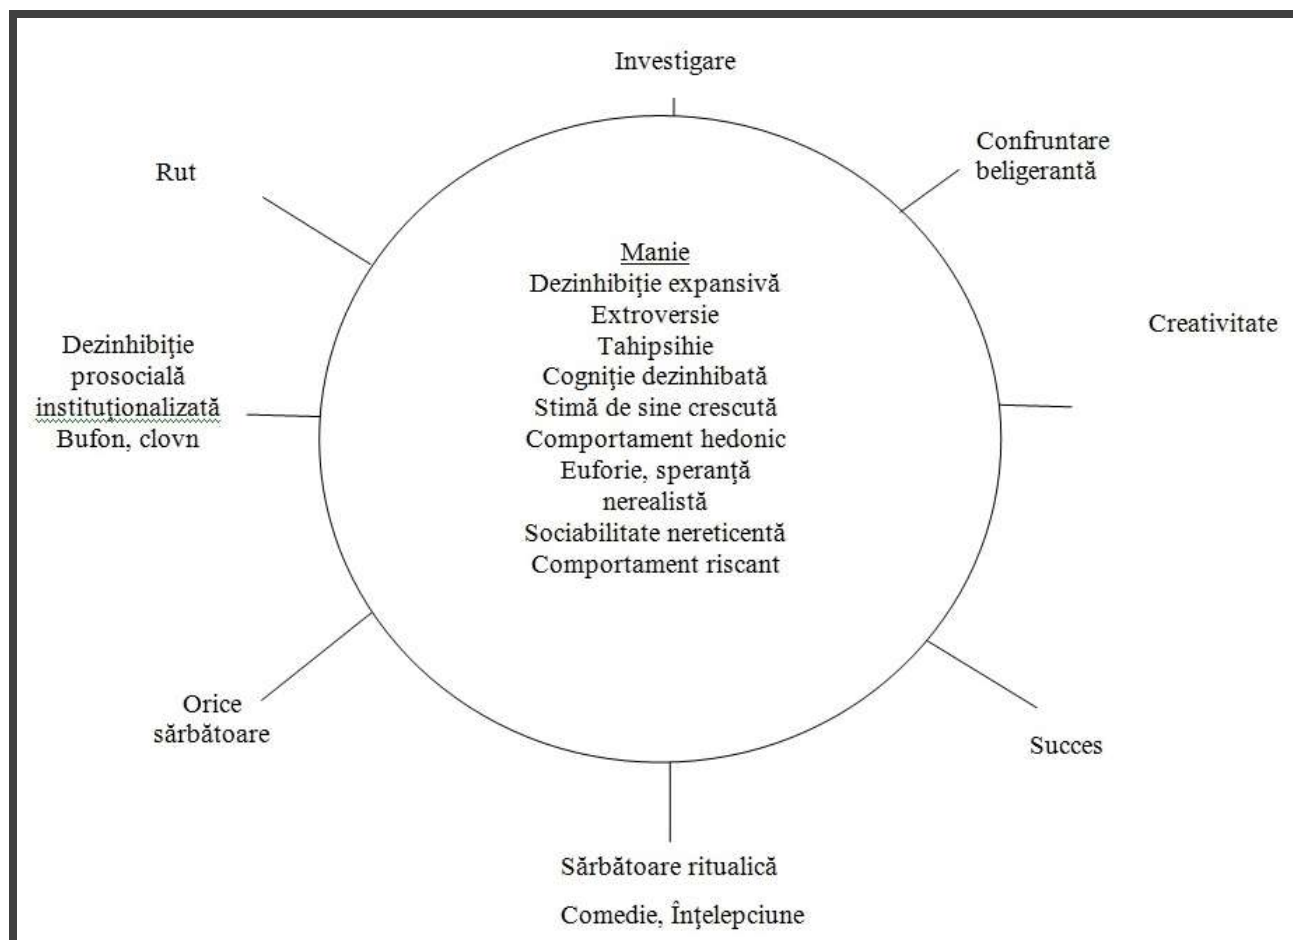 Investigare
Confruntare
beligerantă
Rut
Manie
Dezinhibiţie expansivă
Extroversie
Tahipsihie
Cogniţie dezinhibată
Stimă de sine crescută
Comportament hedonic
Euforie, speranţă
nerealistă
Sociabilitate nereticentă
Comportament riscant
Creativitate
Dezinhibiţie
prosocială
instituţionalizată
Bufon, clovn
Orice
sărbătoare
Succes
Sărbătoare ritualică
Comedie, Înţelepciune